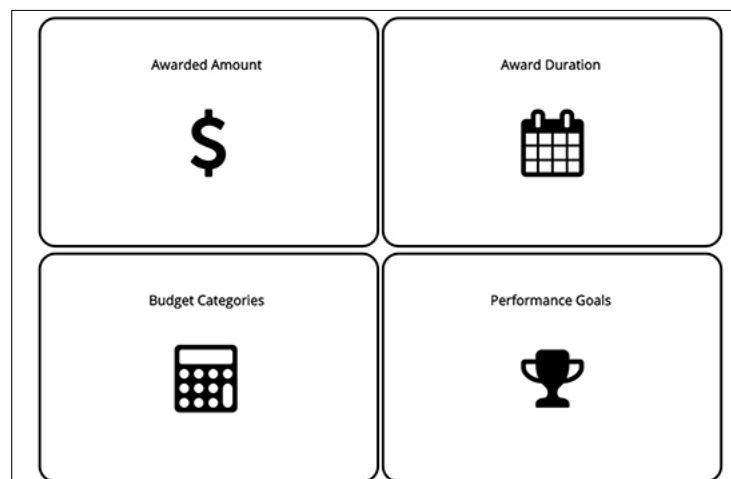 Awarded Amount
Award Duration
Budget Categories
Performance Goals